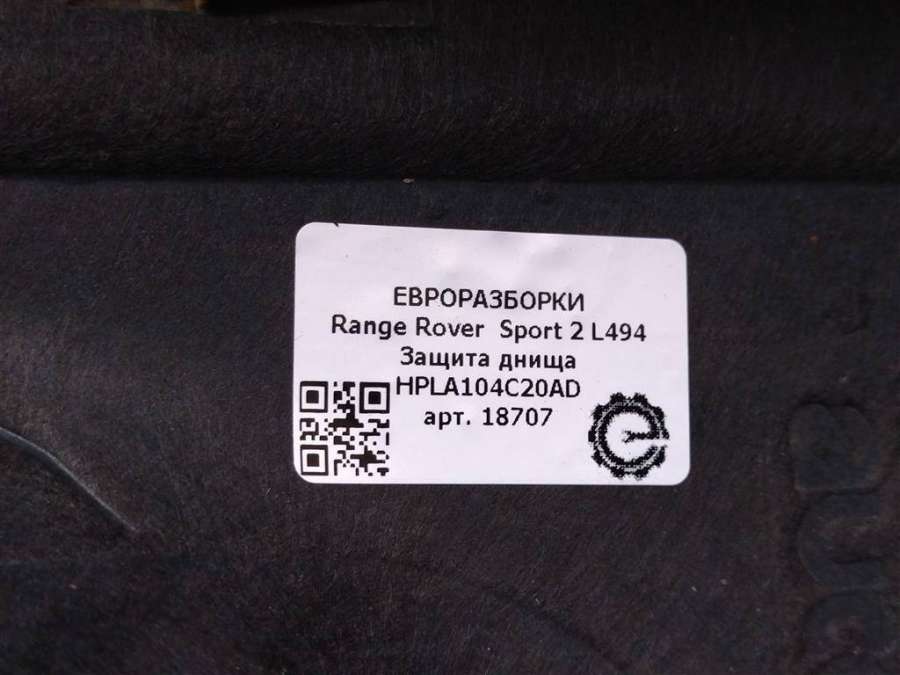 ЕВРОРАЗБОРКИ
Range Rover Sport 2 L494
Защита днища
HPLA104C20AD
арт. 18707